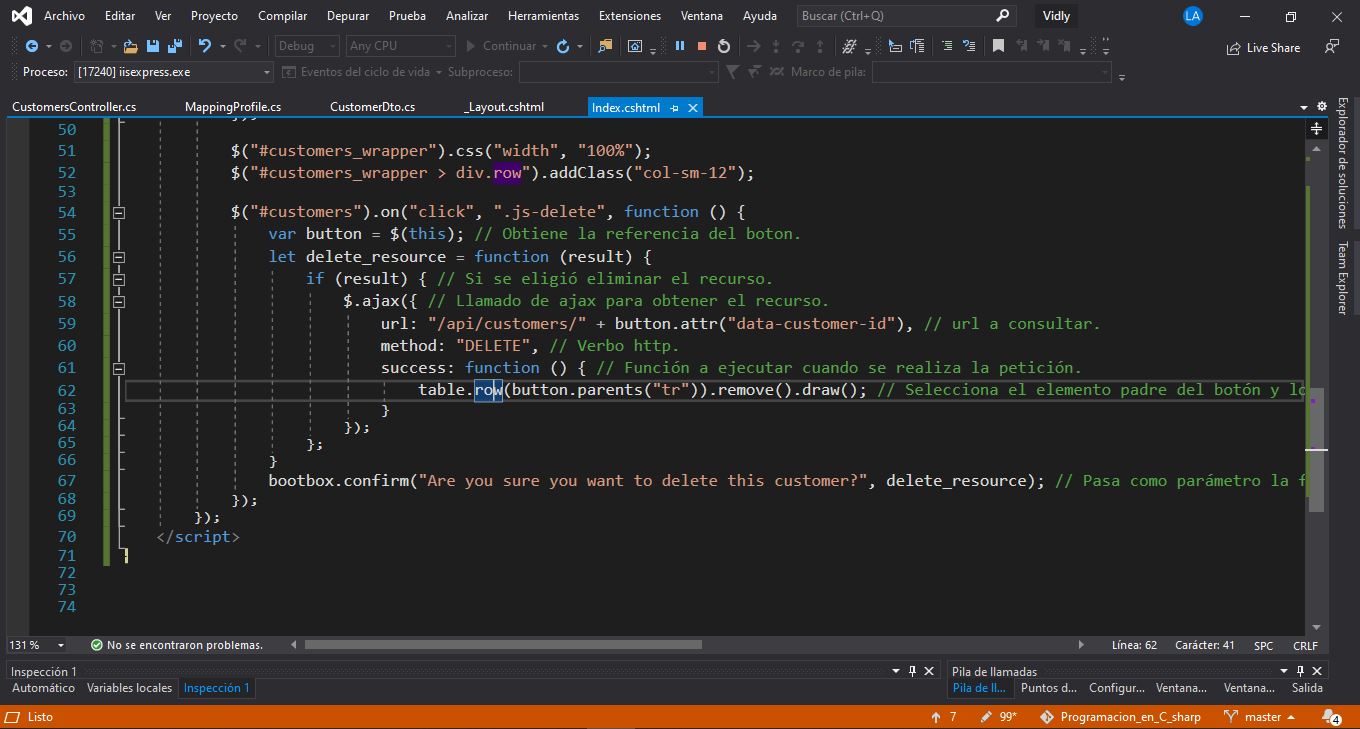 Archivo Editar Ver Proyecto Compilar Depurar Prueba Analizar Herramientas Extensiones Ventana Ayuda Buscar (Ctrl+Q) Vidly LA
Debug Any CPU Continuar Live Share
Proceso: [17240] iisexpress.exe Eventos del ciclo de vida Subproceso: Marco de pila:
CustomersController.cs MappingProfile.cs CustomerDto.cs _Layout.cshtml Index.cshtml
Explorador de soluciones
Team Explorer
50
51 $("#customers_wrapper").css("width", "100%");
52 $("#customers_wrapper > div.row").addClass("col-sm-12");
53
54 $("#customers").on("click", ".js-delete", function () {
55 var button = $(this); // Obtiene la referencia del boton.
56 let delete_resource = function (result) {
57 if (result) { // Si se eligió eliminar el recurso.
58 $.ajax({ // Llamado de ajax para obtener el recurso.
59 url: "/api/customers/" + button.attr("data-customer-id"), // url a consultar.
60 method: "DELETE", // Verbo http.
61 success: function () { // Función a ejecutar cuando se realiza la petición.
62 table.row(button.parents("tr")).remove().draw(); // Selecciona el elemento padre del botón y
63 }
64 });
65 };
66 }
67 bootbox.confirm("Are you sure you want to delete this customer?", delete_resource); // Pasa como parámetro la
68 });
69 });
70 </script>
71
72
73
74
131 % No se encontraron problemas. Línea: 62 Carácter: 41 SPC CRLF
Inspección 1
Automático Variables locales Inspección 1
Pila de llamadas
Pila de ll... Puntos d... Configur... Ventana... Ventana... Salida
Listo 7 99* Programacion_en_C_sharp master 4